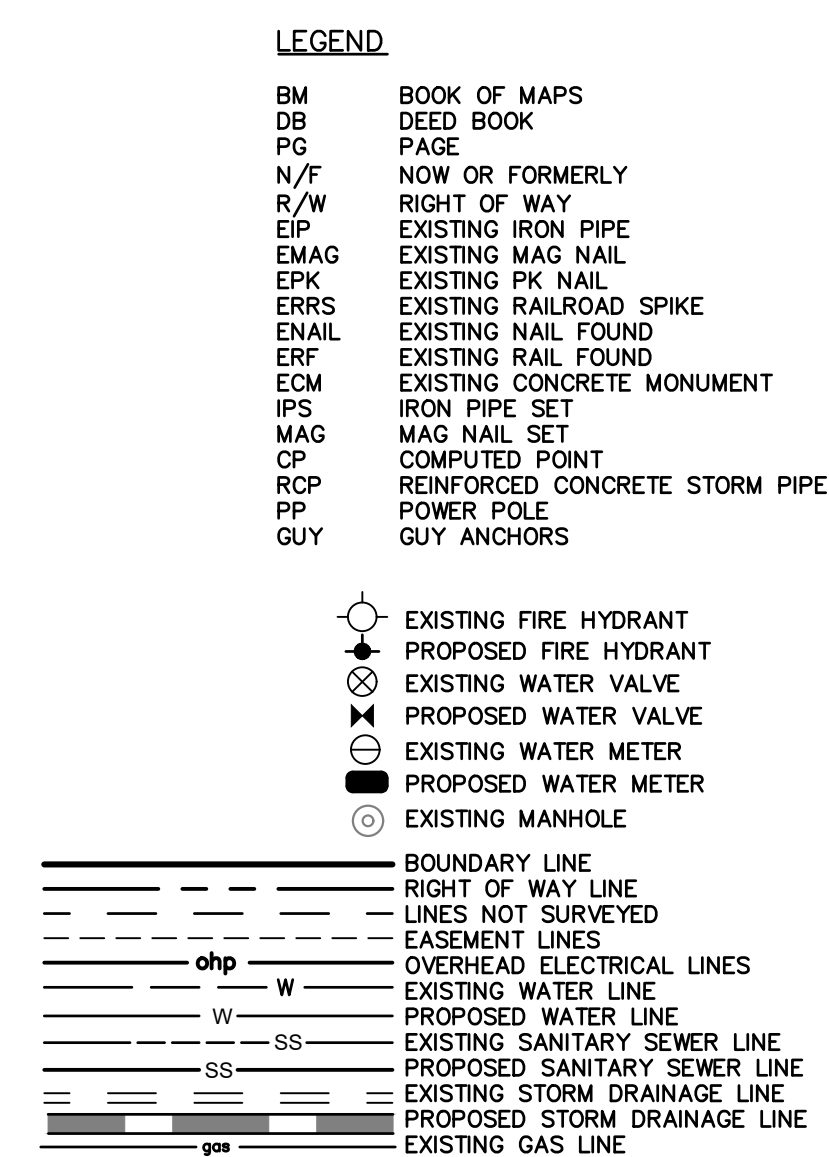 LEGEND
BM BOOK OF MAPS
DB DEED BOOK
PG PAGE
N/F NOW OR FORMERLY
R/W RIGHT OF WAY
EIP EXISTING IRON PIPE
EMAG EXISTING MAG NAIL
EPK EXISTING PK NAIL
ERRS EXISTING RAILROAD SPIKE
ENAIL EXISTING NAIL FOUND
ERF EXISTING RAIL FOUND
ECM EXISTING CONCRETE MONUMENT
IPS IRON PIPE SET
MAG MAG NAIL SET
CP COMPUTED POINT
RCP REINFORCED CONCRETE STORM PIPE
PP POWER POLE
GUY GUY ANCHORS
EXISTING FIRE HYDRANT
PROPOSED FIRE HYDRANT
EXISTING WATER VALVE
PROPOSED WATER VALVE
EXISTING WATER METER
PROPOSED WATER METER
EXISTING MANHOLE
BOUNDARY LINE
RIGHT OF WAY LINE
LINES NOT SURVEYED
EASEMENT LINES
ohp OVERHEAD ELECTRICAL LINES
W EXISTING WATER LINE
W PROPOSED WATER LINE
SS EXISTING SANITARY SEWER LINE
SS PROPOSED SANITARY SEWER LINE
EXISTING STORM DRAINAGE LINE
PROPOSED STORM DRAINAGE LINE
gas EXISTING GAS LINE